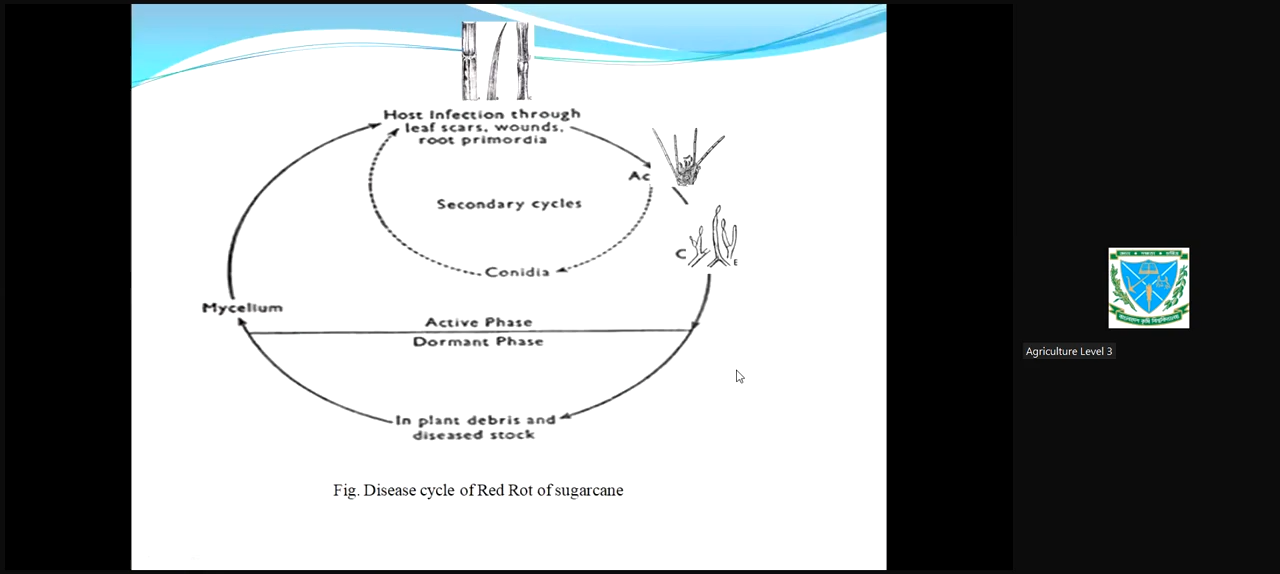 Host Infection through
leaf scars, wounds,
root primordia
Ac
Secondary cycles
C
E
Conidia
Mycelium
Active Phase
Dormant Phase
In plant debris and
diseased stock
Fig. Disease cycle of Red Rot of sugarcane
Agriculture Level 3